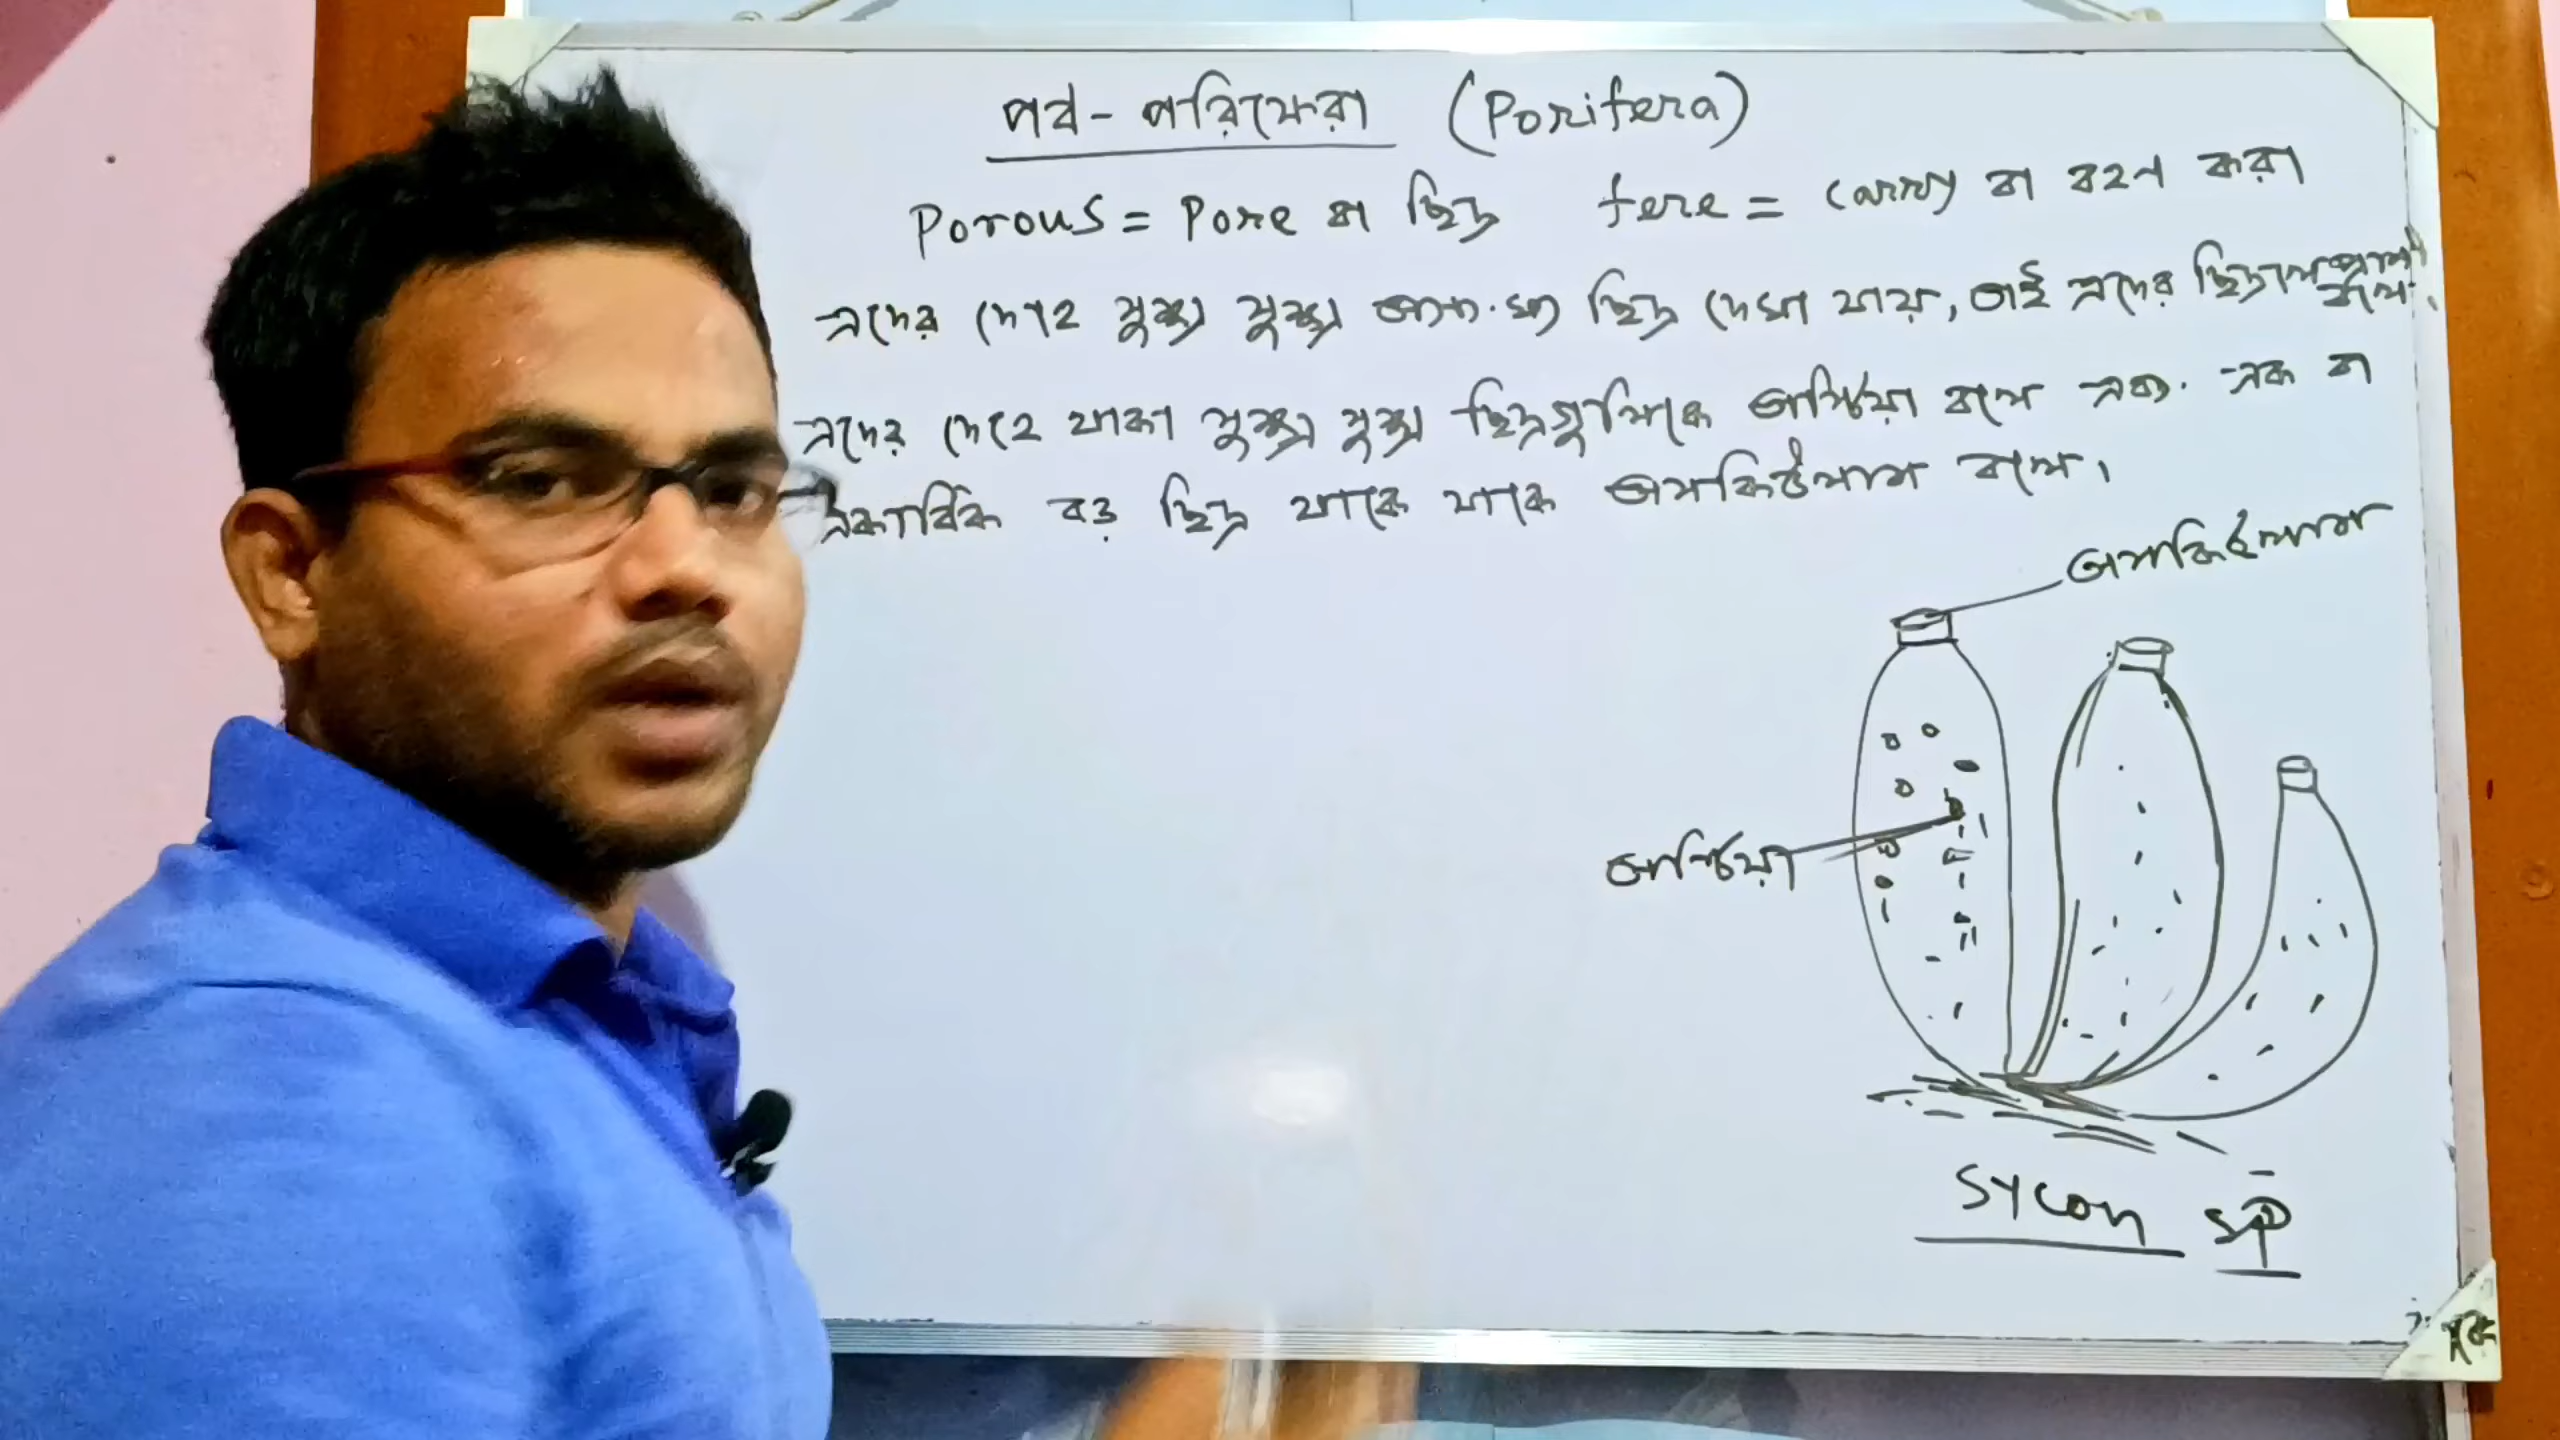 পর্ব - পরিফেরা (Porifera)
Porous = Pore বা ছিদ্র fere = carry বা বহন করা
এদের দেহে সুক্ষ্ম সুক্ষ্ম অসংখ্য ছিদ্র দেখা যায়, তাই এদের ছিদ্রাল প্রাণী বলে।
এদের দেহে থাকা সুক্ষ্ম সুক্ষ্ম ছিদ্রগুলিকে অস্টিয়া বলে এবং এক বা
একাধিক বড় ছিদ্র থাকে যাকে অসকিউলাম বলে।
অসকিউলাম
অস্টিয়া
Sycon sp